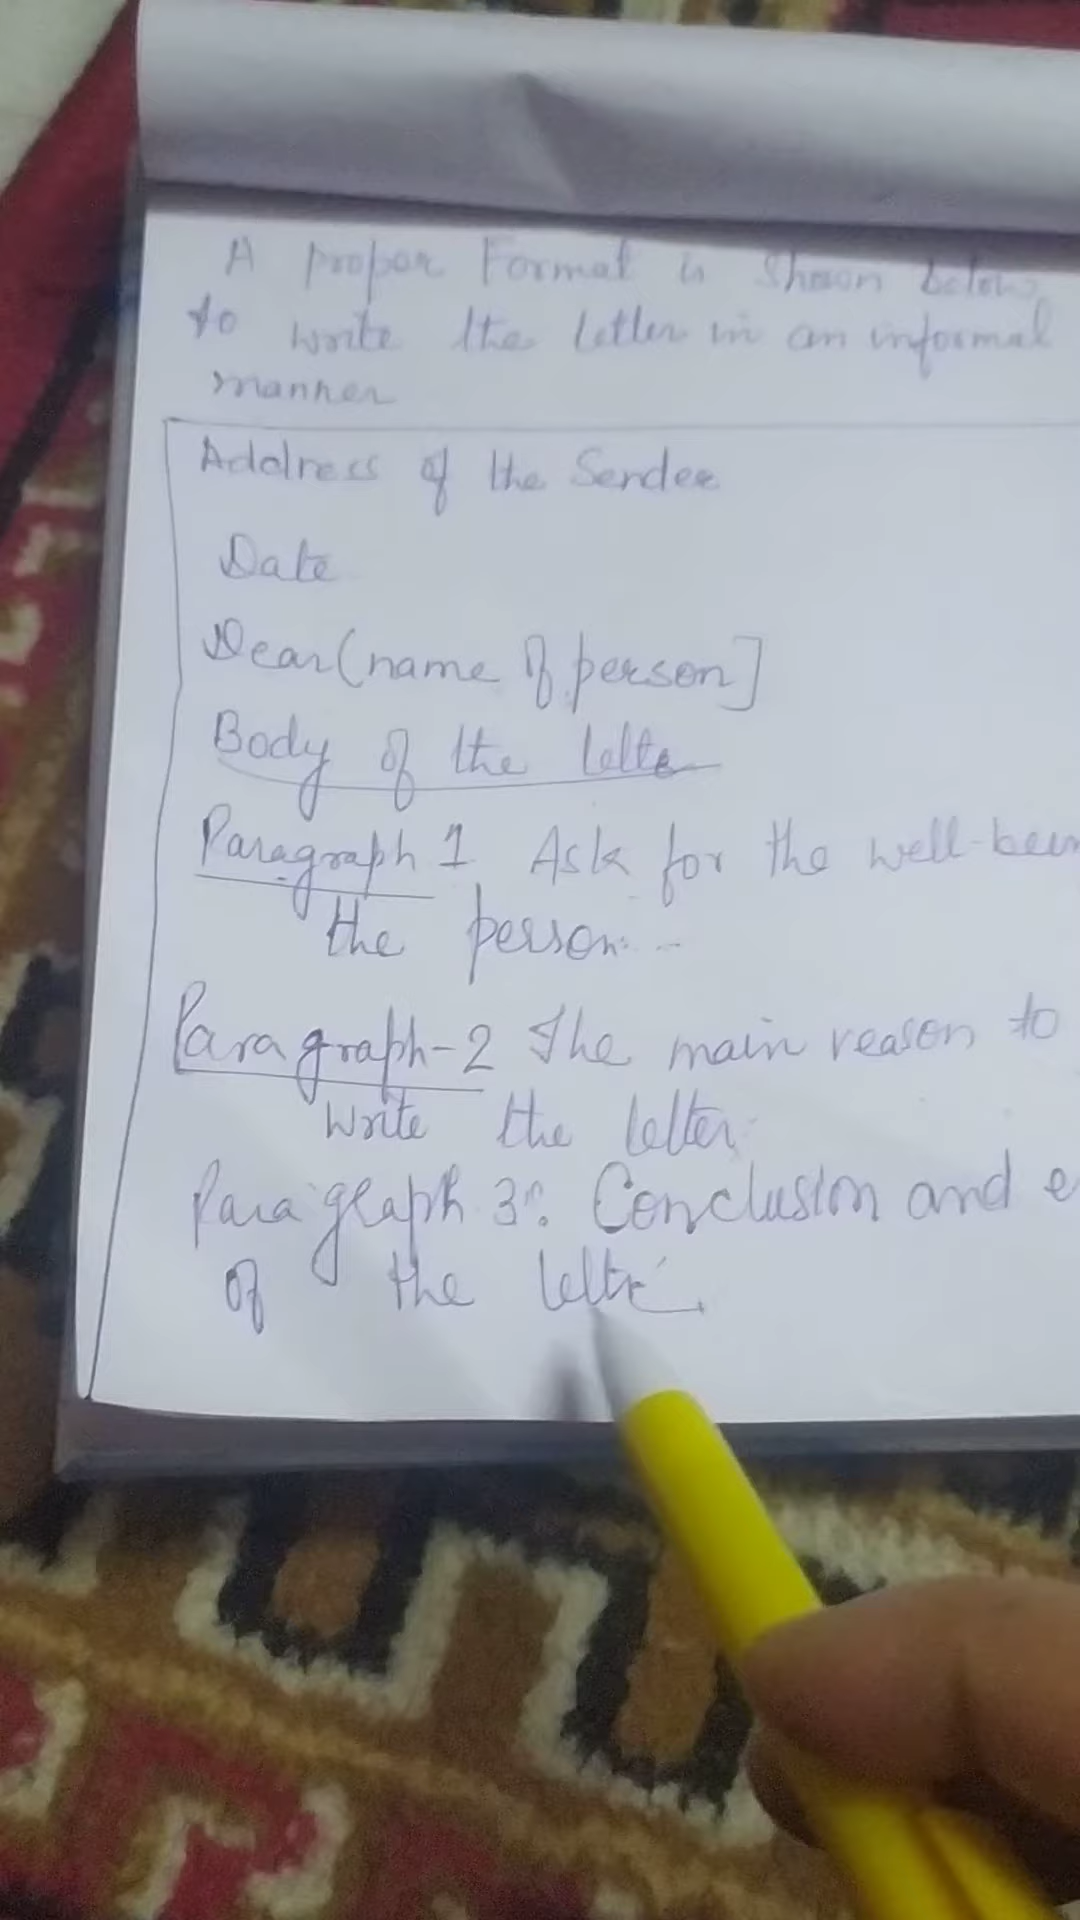 A proper Format is shown below
to write the letter in an informal
manner
Address of the Sender
Date
Dear (name of person]
Body of the letter
Paragraph 1 Ask for the well-bein
the person
Paragraph-2 The main reason to
write the letter.
Paragraph 3: Conclusion and e
of the letter